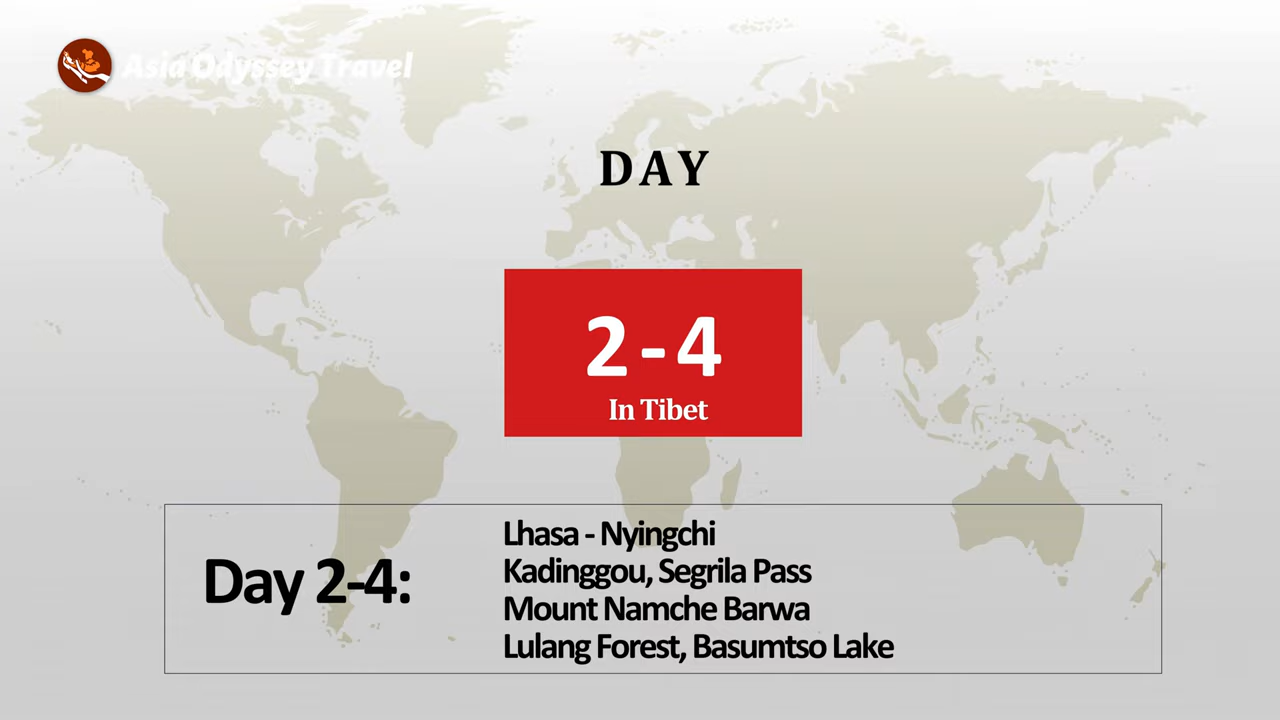 Asia Odyssey Travel
DAY
2-4
In Tibet
Day 2-4:
Lhasa - Nyingchi
Kadinggou, Segrila Pass
Mount Namche Barwa
Lulang Forest, Basumtso Lake